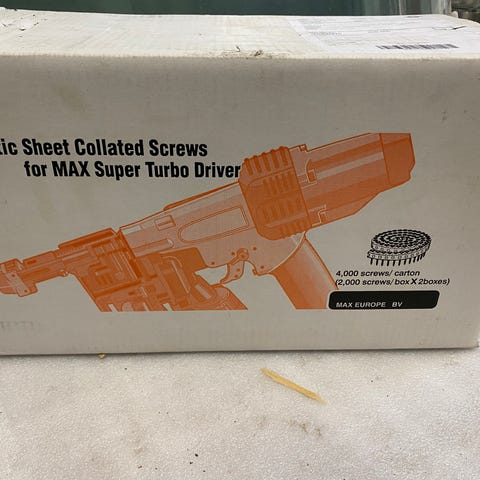 tic Sheet Collated Screws
for MAX Super Turbo Driver
4,000 screws/ carton
(2,000 screws/ box X 2boxes)
MAX EUROPE BV